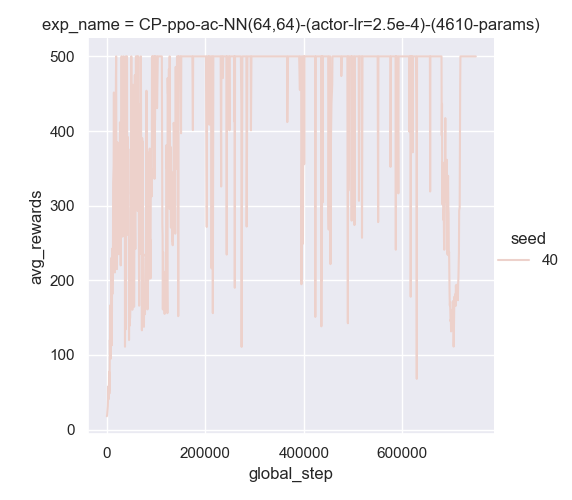 exp_name = CP-ppo-ac-NN(64,64)-(actor-lr=2.5e-4)-(4610-params)
500
400
300
200
100
0
avg_rewards
0 200000 400000 600000
global_step
seed
40